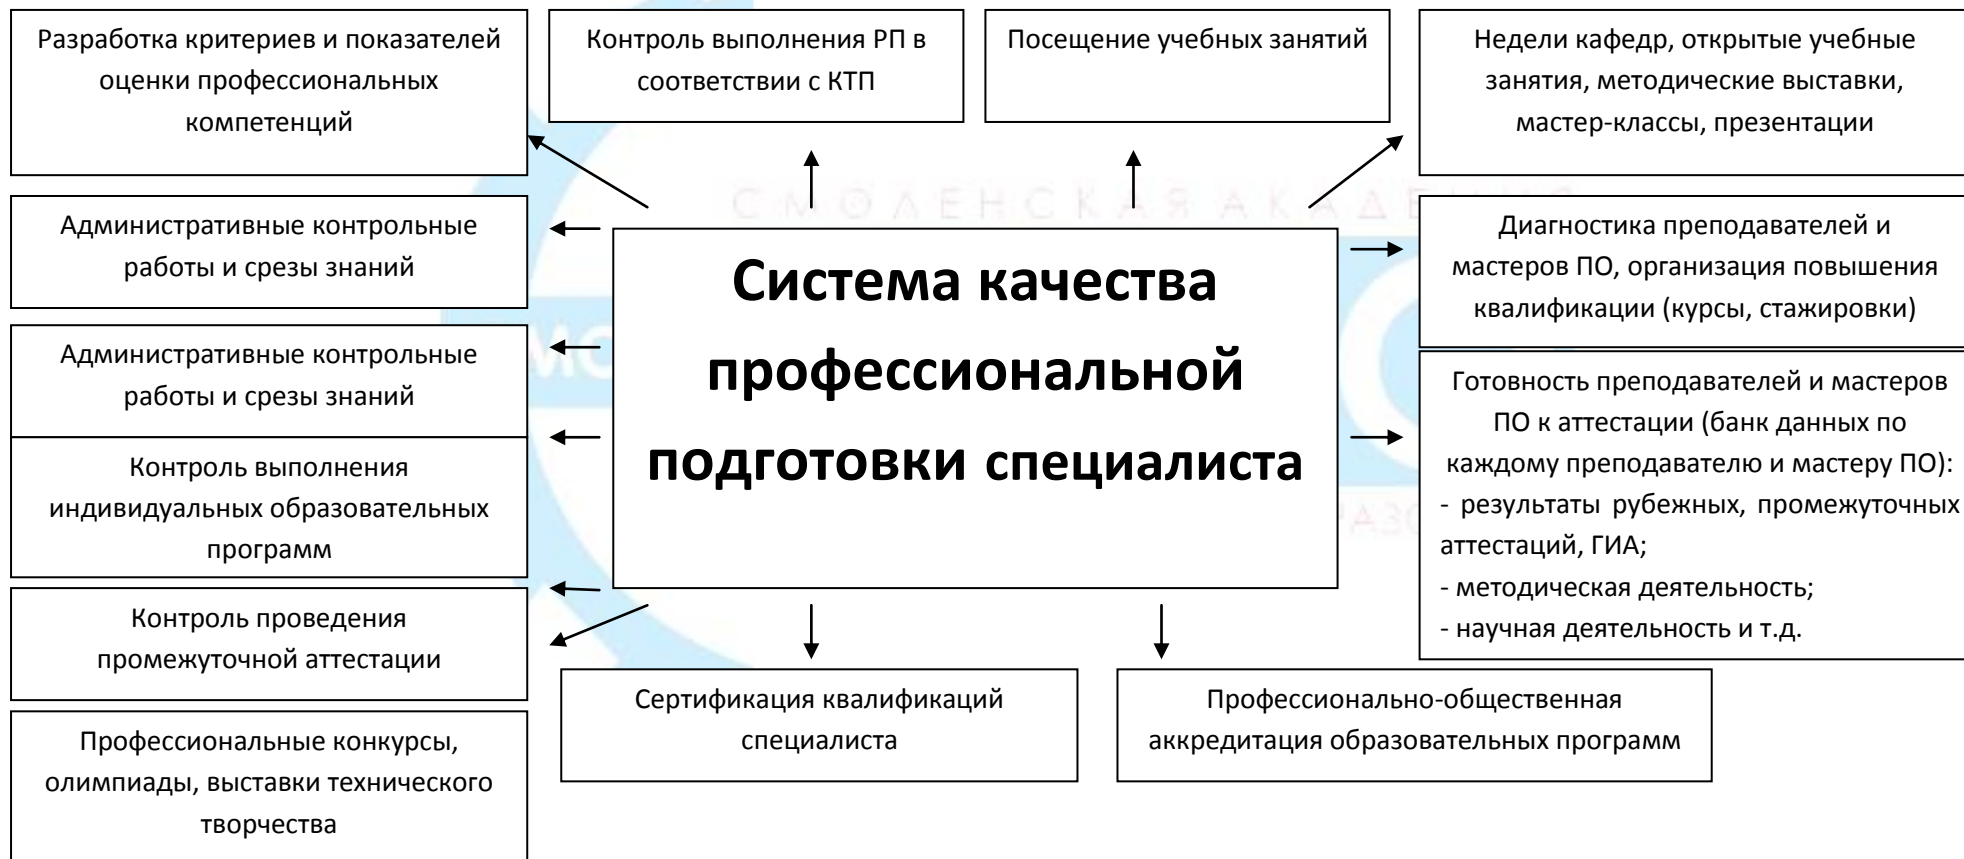 Разработка критериев и показателей
оценки профессиональных
компетенций
Контроль выполнения РП в
соответствии с КТП
Посещение учебных занятий
Недели кафедр, открытые учебные
занятия, методические выставки,
мастер-классы, презентации
СМОЛЕНСКАЯ АКАДЕМИЯ
Административные контрольные
работы и срезы знаний
Диагностика преподавателей и
мастеров ПО, организация повышения
квалификации (курсы, стажировки)
Система качества
профессиональной
подготовки специалиста
Административные контрольные
работы и срезы знаний
Готовность преподавателей и мастеров
ПО к аттестации (банк данных по
каждому преподавателю и мастеру ПО):
- результаты рубежных, промежуточных
аттестаций, ГИА;
- методическая деятельность;
- научная деятельность и т.д.
Контроль выполнения
индивидуальных образовательных
программ
Контроль проведения
промежуточной аттестации
Сертификация квалификаций
специалиста
Профессионально-общественная
аккредитация образовательных программ
Профессиональные конкурсы,
олимпиады, выставки технического
творчества